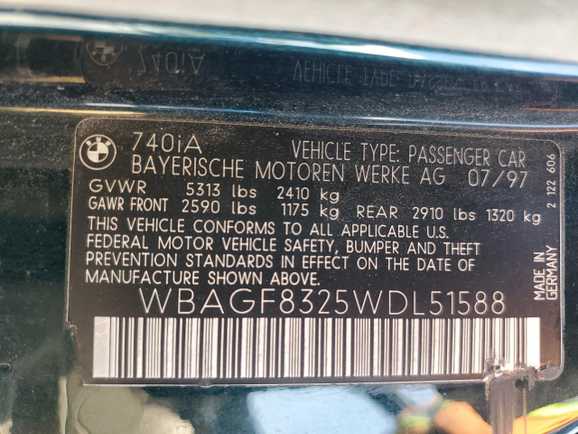 740iA VEHICLE TYPE: PASSENGER CAR
BAYERISCHE MOTOREN WERKE AG 07/97
GVWR 5313 lbs 2410 kg
GAWR FRONT 2590 lbs 1175 kg REAR 2910 lbs 1320 kg
THIS VEHICLE CONFORMS TO ALL APPLICABLE U.S.
FEDERAL MOTOR VEHICLE SAFETY, BUMPER AND THEFT
PREVENTION STANDARDS IN EFFECT ON THE DATE OF
MANUFACTURE SHOWN ABOVE.
WBAGF8325WDL51588
2 122 606
MADE IN
GERMANY